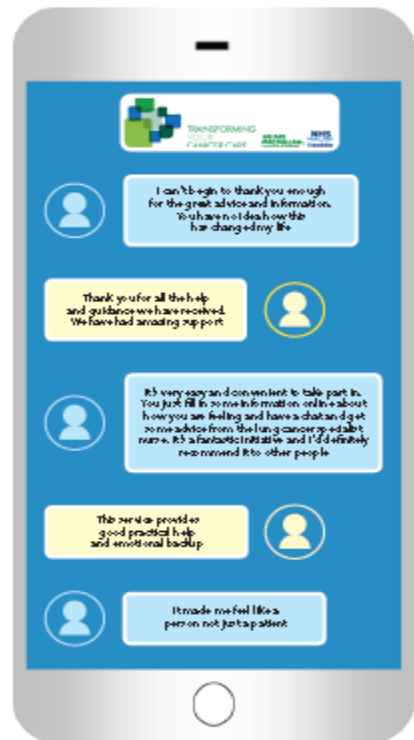 TRANSFORMING
YOUR
CANCER CARE
WE ARE
MACMILLAN.
NHS
I can't begin to thank you enough
for the great advice and information.
You have no idea how this
has changed my life
Thank you for all the help
and guidance we have received.
We have had amazing support
It's very easy and convenient to take part in.
You just fill in some information online about
how you are feeling and have a chat and get
some advice from the lung cancer specialist
nurse. It's a fantastic initiative and I'd definitely
recommend it to other people
This service provides
good practical help
and emotional backup
It made me feel like a
person not just a patient